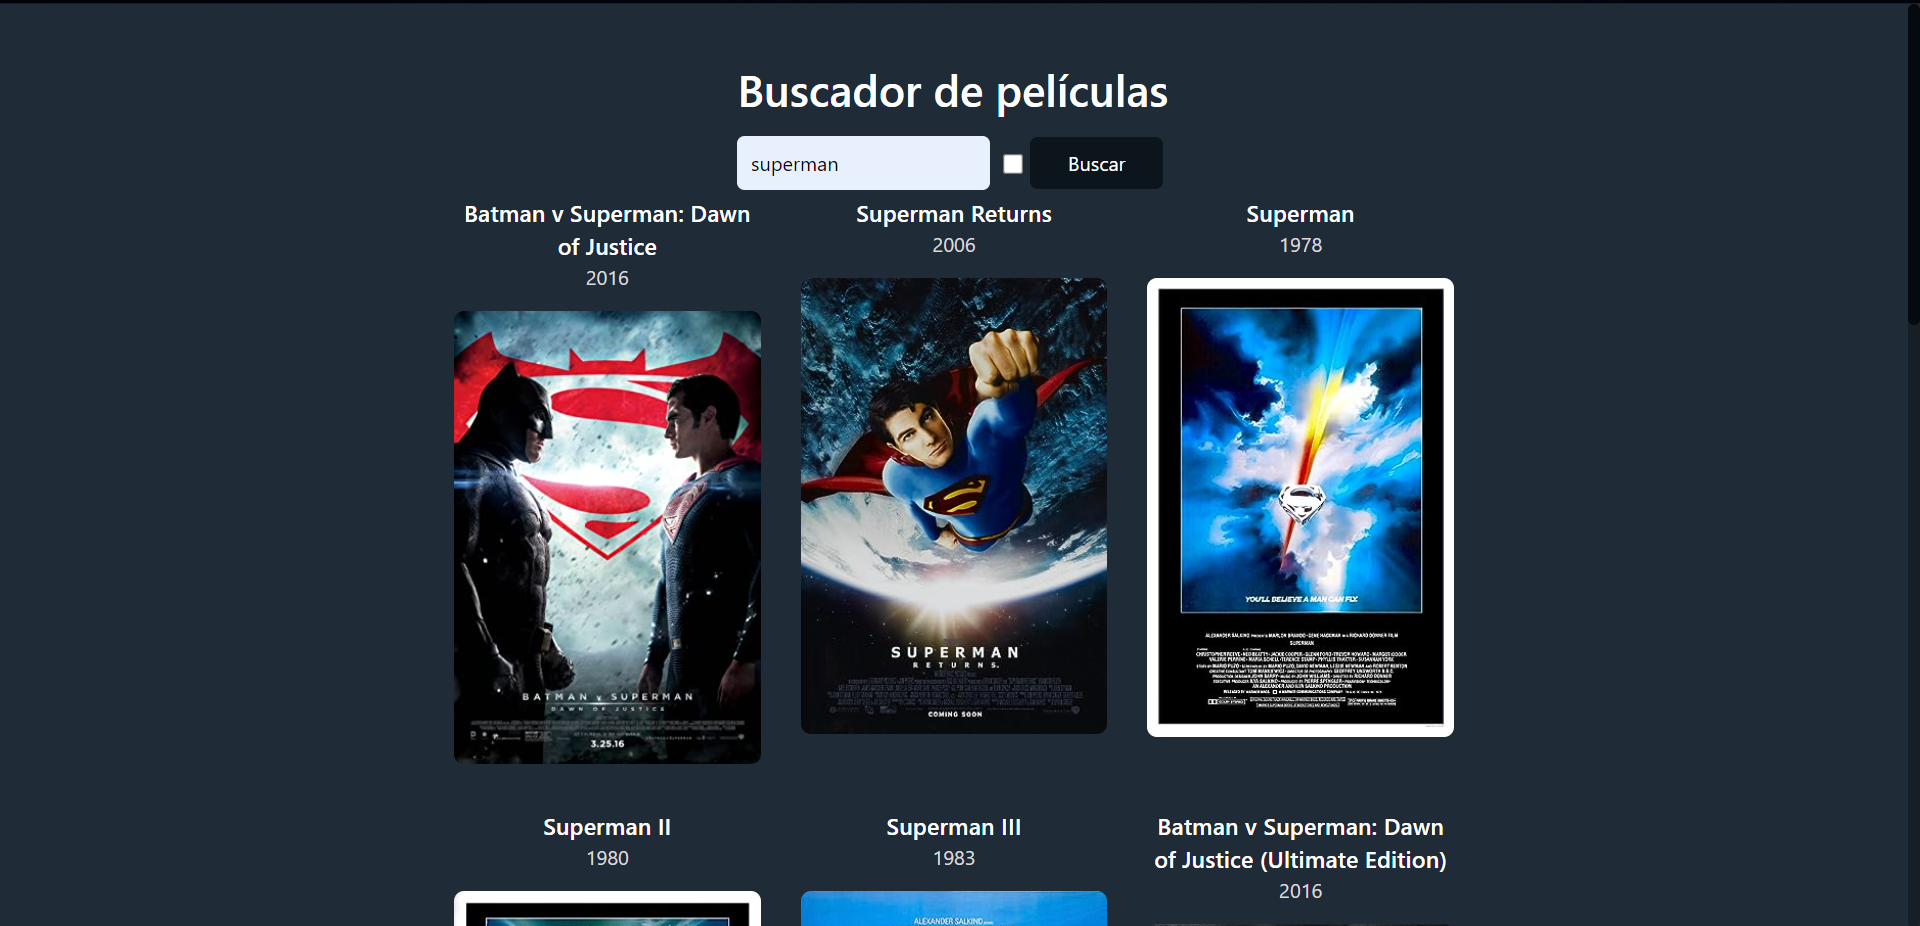 Buscador de películas
superman
Buscar
Batman v Superman: Dawn
of Justice
2016
Superman Returns
2006
Superman
1978
BATMAN v SUPERMAN
DAWN OF JUSTICE
3.25.16
SUPERMAN
RETURNS
COMING SOON
YOU'LL BELIEVE A MAN CAN FLY.
Superman II
1980
Superman III
1983
Batman v Superman: Dawn
of Justice (Ultimate Edition)
2016
ALEXANDER SALKIND